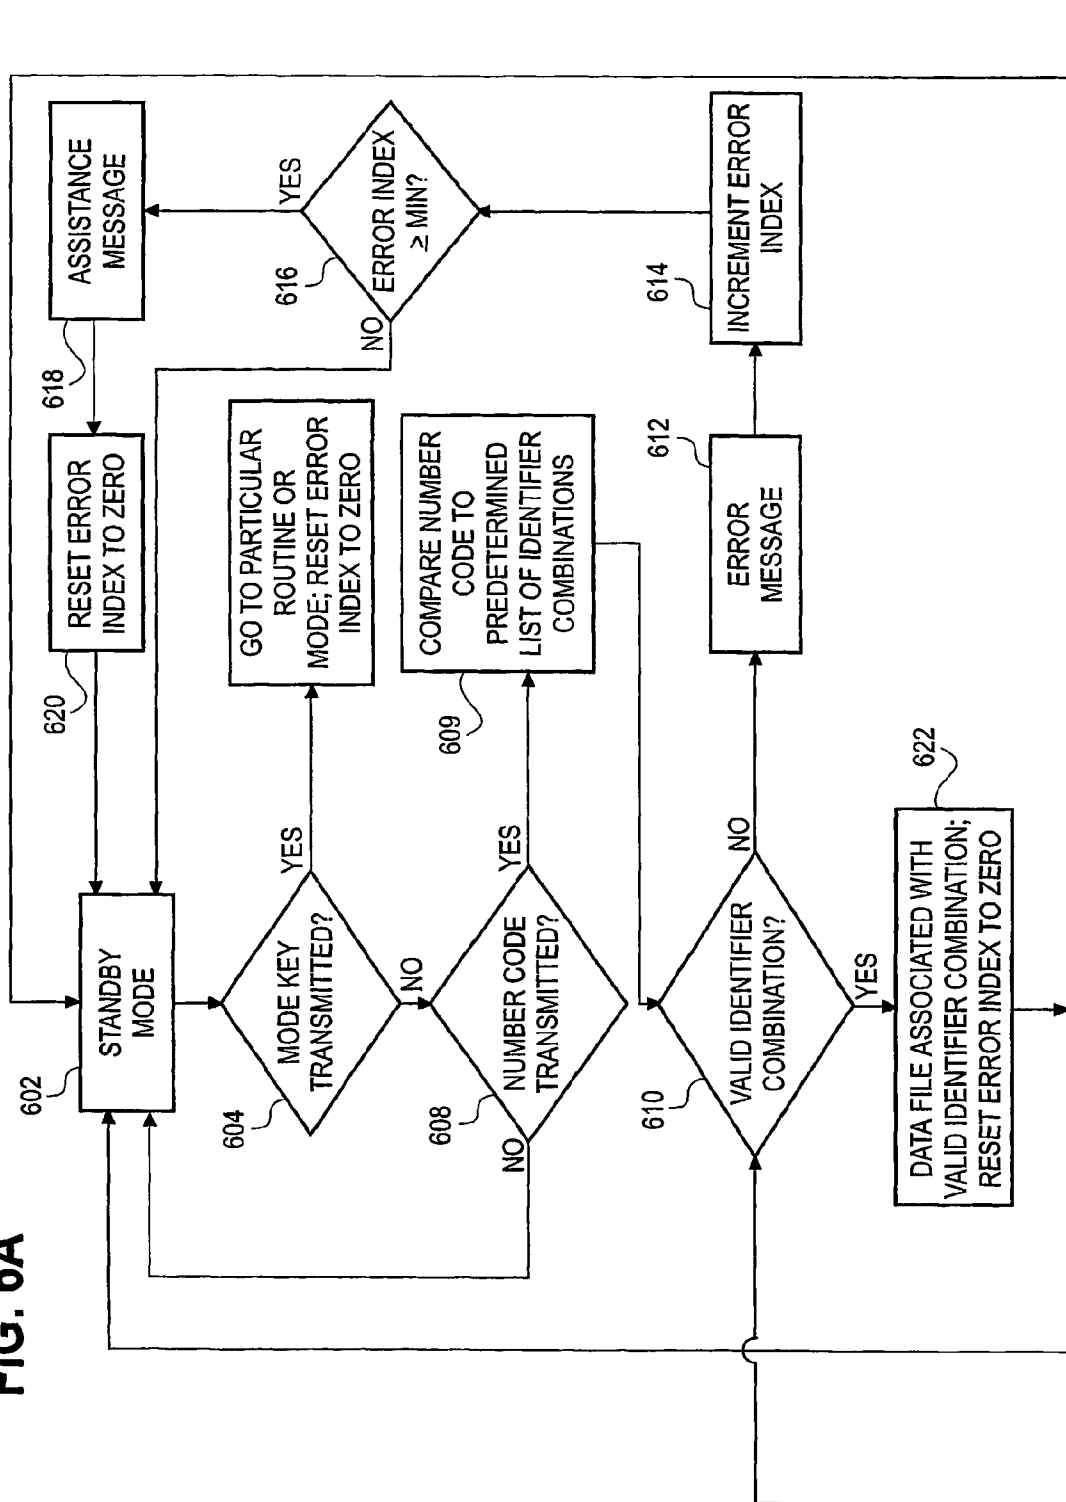 FIG. 6A
602
STANDBY
MODE
620
RESET ERROR
INDEX TO ZERO
618
ASSISTANCE
MESSAGE
604
MODE KEY
TRANSMITTED?
YES
NO
GO TO PARTICULAR
ROUTINE OR
MODE; RESET ERROR
INDEX TO ZERO
616
ERROR INDEX
≥ MIN?
YES
NO
608
NUMBER CODE
TRANSMITTED?
YES
NO
609
COMPARE NUMBER
CODE TO
PREDETERMINED
LIST OF IDENTIFIER
COMBINATIONS
610
VALID IDENTIFIER
COMBINATION?
NO
YES
612
ERROR
MESSAGE
614
INCREMENT ERROR
INDEX
622
DATA FILE ASSOCIATED WITH
VALID IDENTIFIER COMBINATION;
RESET ERROR INDEX TO ZERO